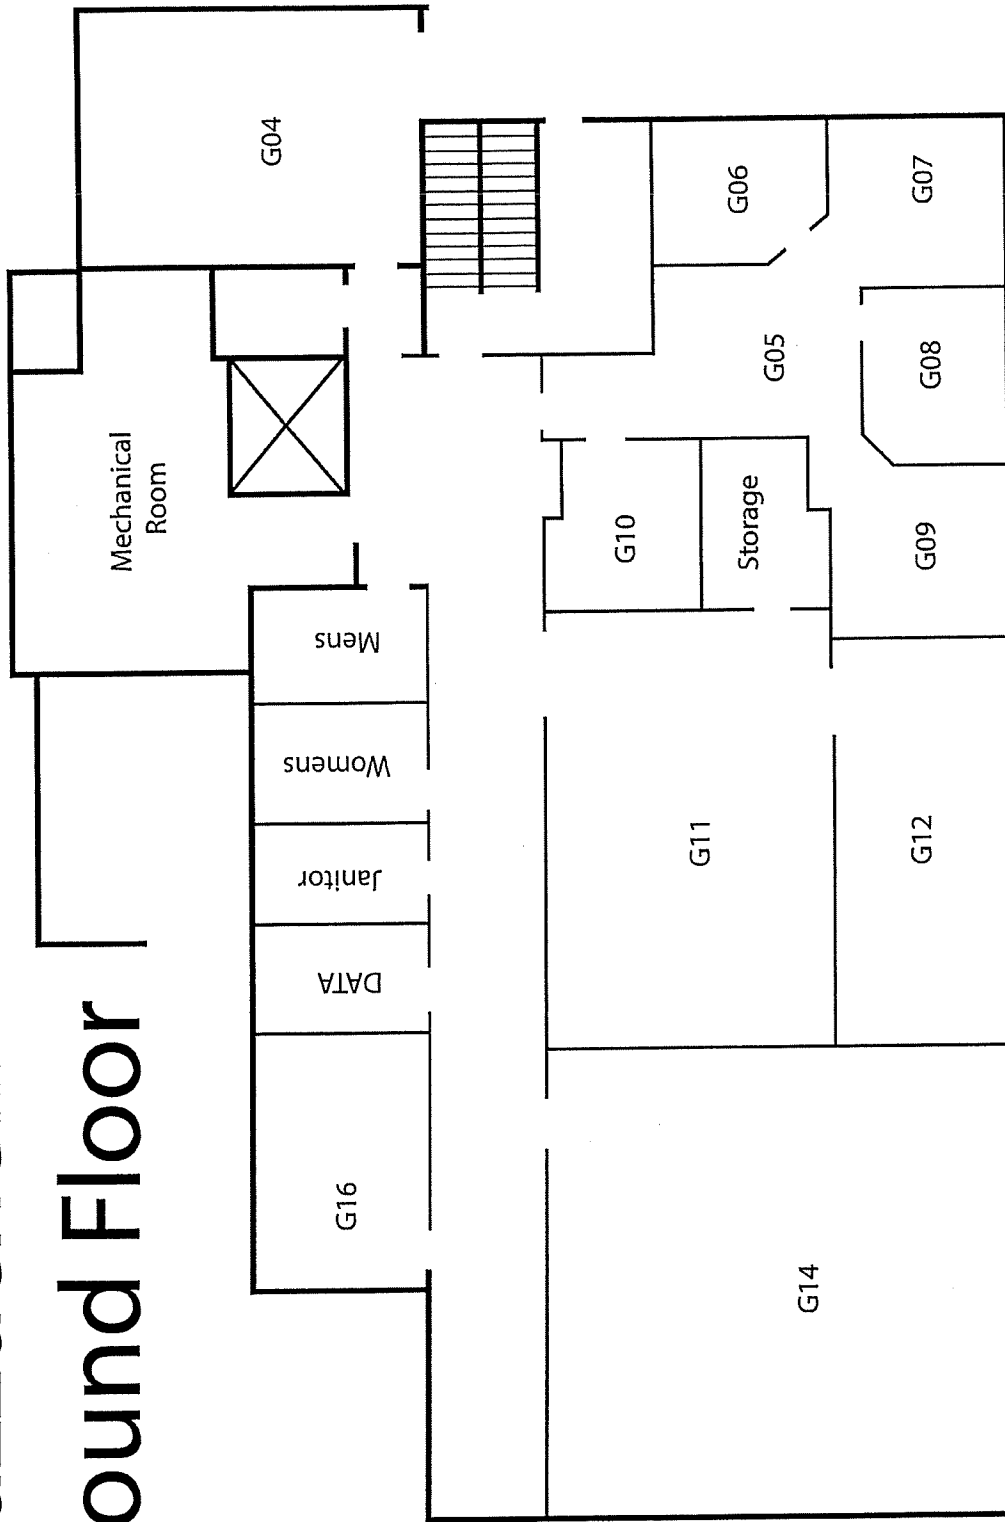 ound Floor
G04
Mechanical
Room
G06
G07
G05
G08
G10
Storage
G09
Mens
Womens
Janitor
DATA
G11
G12
G16
G14